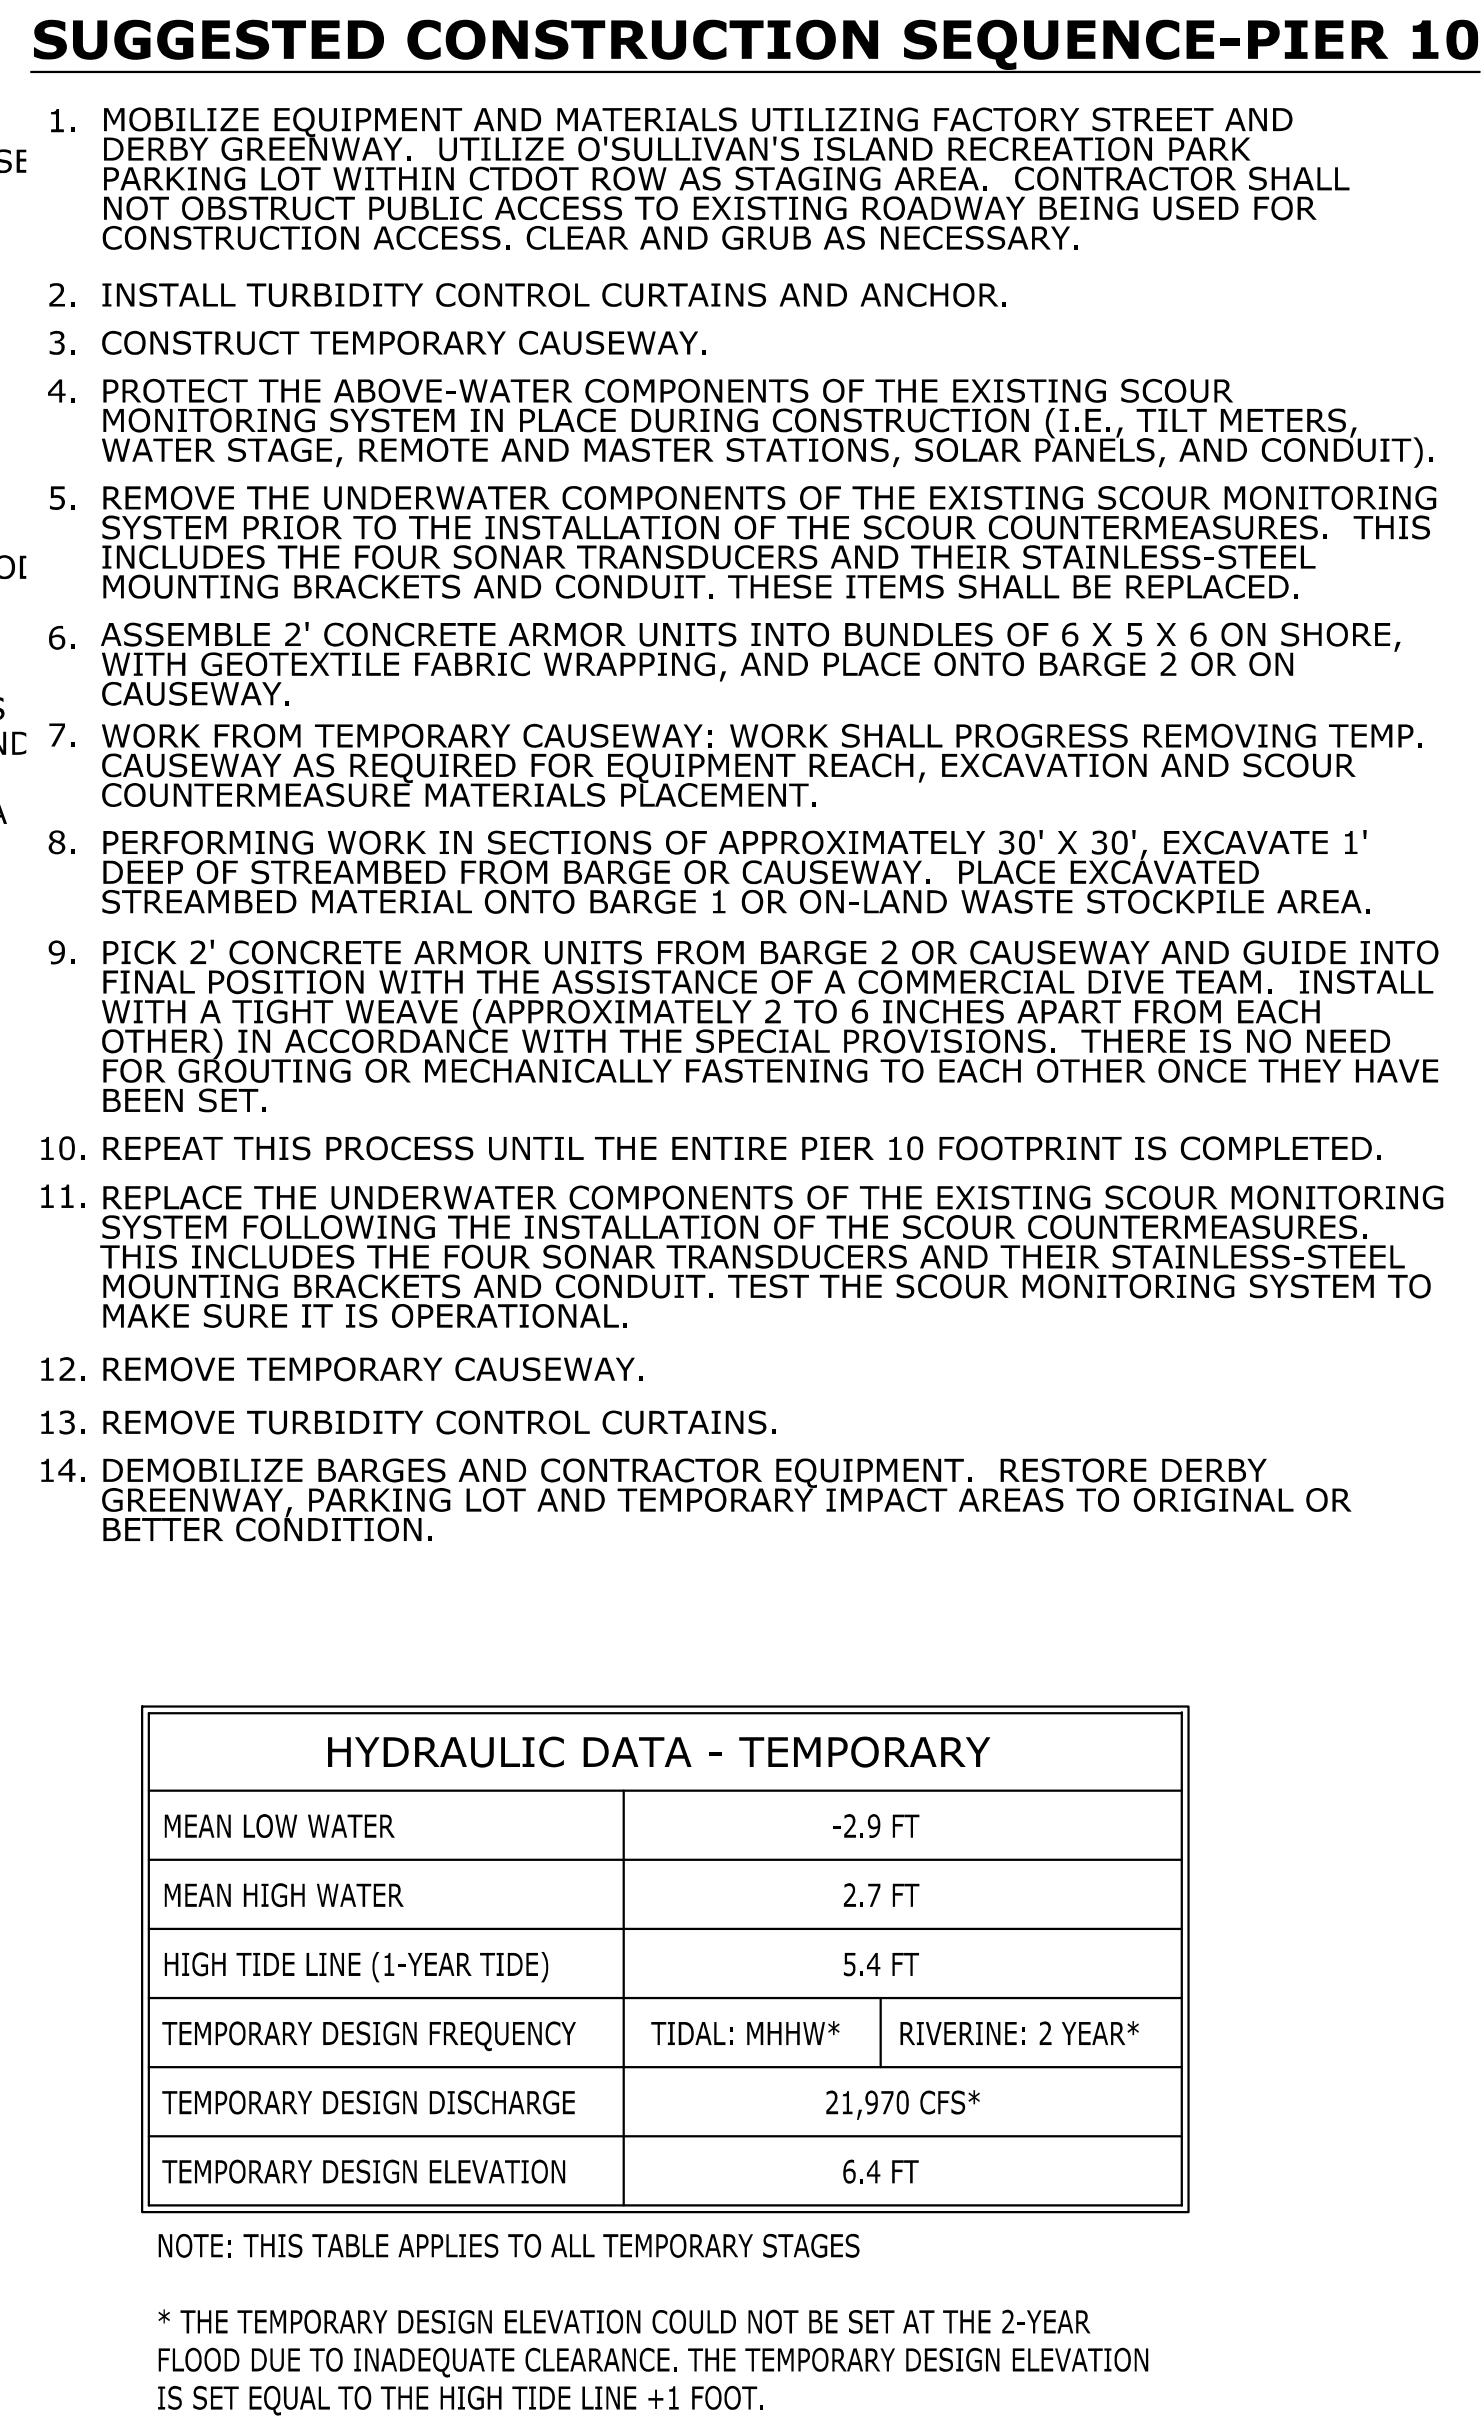 SUGGESTED CONSTRUCTION SEQUENCE-PIER 10
1. MOBILIZE EQUIPMENT AND MATERIALS UTILIZING FACTORY STREET AND
DERBY GREENWAY. UTILIZE O'SULLIVAN'S ISLAND RECREATION PARK
PARKING LOT WITHIN CTDOT ROW AS STAGING AREA. CONTRACTOR SHALL
NOT OBSTRUCT PUBLIC ACCESS TO EXISTING ROADWAY BEING USED FOR
CONSTRUCTION ACCESS. CLEAR AND GRUB AS NECESSARY.
2. INSTALL TURBIDITY CONTROL CURTAINS AND ANCHOR.
3. CONSTRUCT TEMPORARY CAUSEWAY.
4. PROTECT THE ABOVE-WATER COMPONENTS OF THE EXISTING SCOUR
MONITORING SYSTEM IN PLACE DURING CONSTRUCTION (I.E., TILT METERS,
WATER STAGE, REMOTE AND MASTER STATIONS, SOLAR PANELS, AND CONDUIT).
5. REMOVE THE UNDERWATER COMPONENTS OF THE EXISTING SCOUR MONITORING
SYSTEM PRIOR TO THE INSTALLATION OF THE SCOUR COUNTERMEASURES. THIS
INCLUDES THE FOUR SONAR TRANSDUCERS AND THEIR STAINLESS-STEEL
MOUNTING BRACKETS AND CONDUIT. THESE ITEMS SHALL BE REPLACED.
6. ASSEMBLE 2' CONCRETE ARMOR UNITS INTO BUNDLES OF 6 X 5 X 6 ON SHORE,
WITH GEOTEXTILE FABRIC WRAPPING, AND PLACE ONTO BARGE 2 OR ON
CAUSEWAY.
7. WORK FROM TEMPORARY CAUSEWAY: WORK SHALL PROGRESS REMOVING TEMP.
CAUSEWAY AS REQUIRED FOR EQUIPMENT REACH, EXCAVATION AND SCOUR
COUNTERMEASURE MATERIALS PLACEMENT.
8. PERFORMING WORK IN SECTIONS OF APPROXIMATELY 30' X 30', EXCAVATE 1'
DEEP OF STREAMBED FROM BARGE OR CAUSEWAY. PLACE EXCAVATED
STREAMBED MATERIAL ONTO BARGE 1 OR ON-LAND WASTE STOCKPILE AREA.
9. PICK 2' CONCRETE ARMOR UNITS FROM BARGE 2 OR CAUSEWAY AND GUIDE INTO
FINAL POSITION WITH THE ASSISTANCE OF A COMMERCIAL DIVE TEAM. INSTALL
WITH A TIGHT WEAVE (APPROXIMATELY 2 TO 6 INCHES APART FROM EACH
OTHER) IN ACCORDANCE WITH THE SPECIAL PROVISIONS. THERE IS NO NEED
FOR GROUTING OR MECHANICALLY FASTENING TO EACH OTHER ONCE THEY HAVE
BEEN SET.
10. REPEAT THIS PROCESS UNTIL THE ENTIRE PIER 10 FOOTPRINT IS COMPLETED.
11. REPLACE THE UNDERWATER COMPONENTS OF THE EXISTING SCOUR MONITORING
SYSTEM FOLLOWING THE INSTALLATION OF THE SCOUR COUNTERMEASURES.
THIS INCLUDES THE FOUR SONAR TRANSDUCERS AND THEIR STAINLESS-STEEL
MOUNTING BRACKETS AND CONDUIT. TEST THE SCOUR MONITORING SYSTEM TO
MAKE SURE IT IS OPERATIONAL.
12. REMOVE TEMPORARY CAUSEWAY.
13. REMOVE TURBIDITY CONTROL CURTAINS.
14. DEMOBILIZE BARGES AND CONTRACTOR EQUIPMENT. RESTORE DERBY
GREENWAY, PARKING LOT AND TEMPORARY IMPACT AREAS TO ORIGINAL OR
BETTER CONDITION.
HYDRAULIC DATA - TEMPORARY
MEAN LOW WATER -2.9 FT
MEAN HIGH WATER 2.7 FT
HIGH TIDE LINE (1-YEAR TIDE) 5.4 FT
TEMPORARY DESIGN FREQUENCY TIDAL: MHHW* RIVERINE: 2 YEAR*
TEMPORARY DESIGN DISCHARGE 21,970 CFS*
TEMPORARY DESIGN ELEVATION 6.4 FT
NOTE: THIS TABLE APPLIES TO ALL TEMPORARY STAGES
* THE TEMPORARY DESIGN ELEVATION COULD NOT BE SET AT THE 2-YEAR
FLOOD DUE TO INADEQUATE CLEARANCE. THE TEMPORARY DESIGN ELEVATION
IS SET EQUAL TO THE HIGH TIDE LINE +1 FOOT.